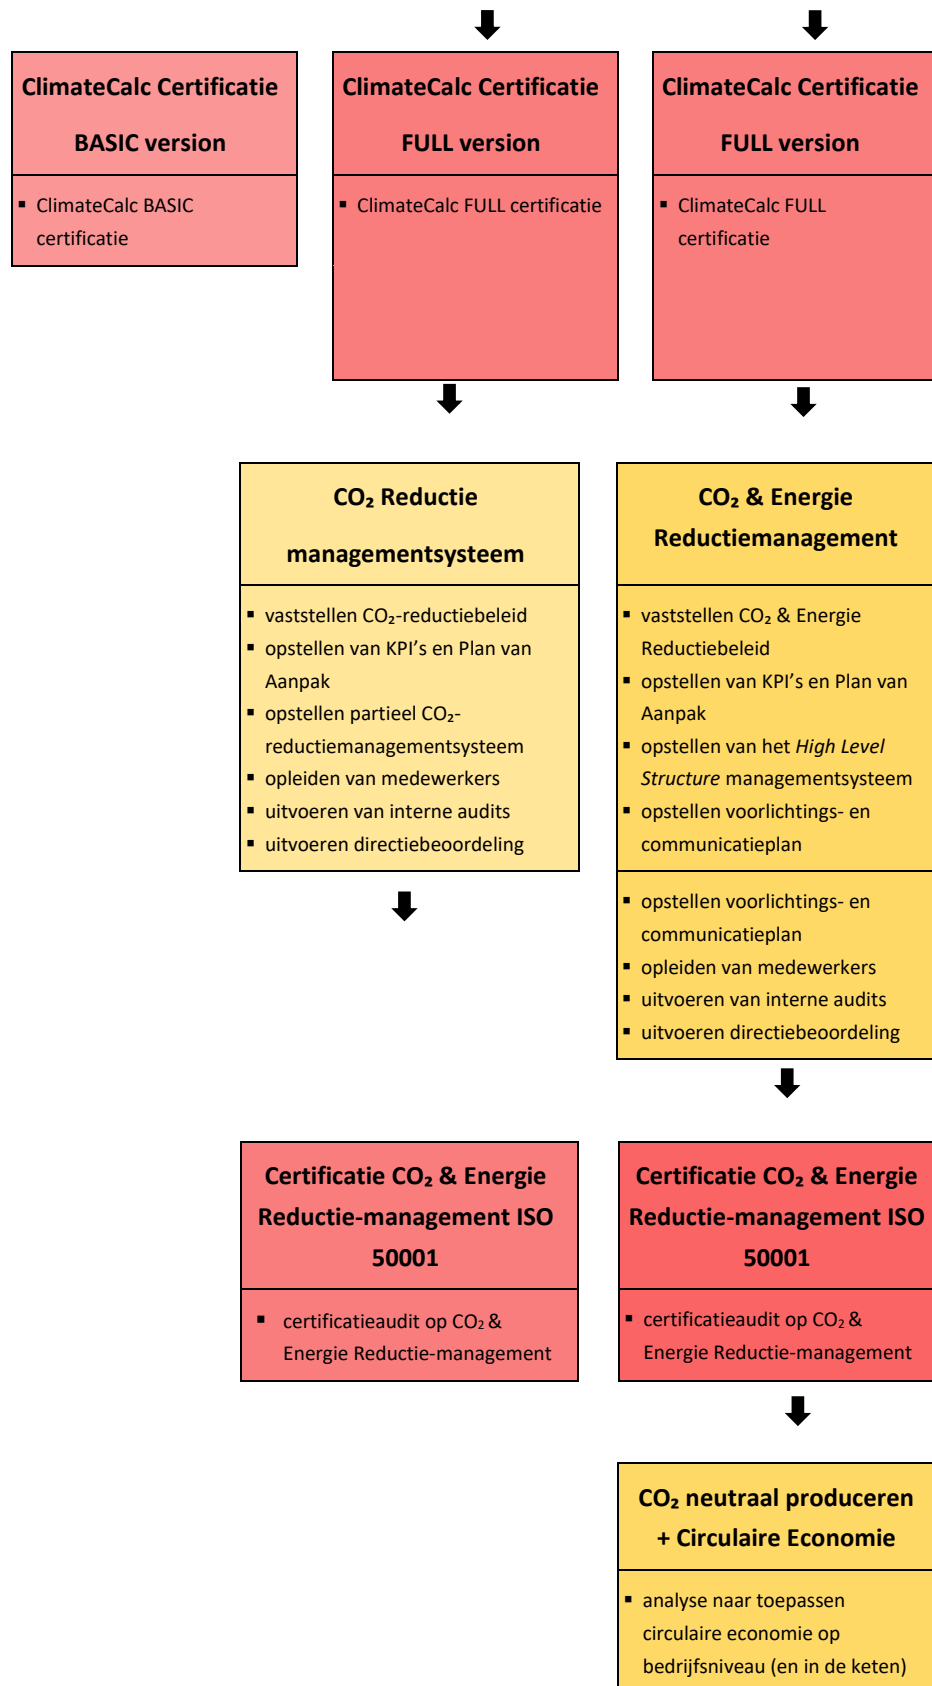 ClimateCalc Certificatie
BASIC version
▪ ClimateCalc BASIC
certificatie
ClimateCalc Certificatie
FULL version
▪ ClimateCalc FULL certificatie
ClimateCalc Certificatie
FULL version
▪ ClimateCalc FULL
certificatie
CO₂ Reductie
managementsysteem
▪ vaststellen CO₂-reductiebeleid
▪ opstellen van KPI’s en Plan van
Aanpak
▪ opstellen partieel CO₂-
reductiemanagementsysteem
▪ opleiden van medewerkers
▪ uitvoeren van interne audits
▪ uitvoeren directiebeoordeling
CO₂ & Energie
Reductiemanagement
▪ vaststellen CO₂ & Energie
Reductiebeleid
▪ opstellen van KPI’s en Plan van
Aanpak
▪ opstellen van het High Level
Structure managementsysteem
▪ opstellen voorlichtings- en
communicatieplan
▪ opstellen voorlichtings- en
communicatieplan
▪ opleiden van medewerkers
▪ uitvoeren van interne audits
▪ uitvoeren directiebeoordeling
Certificatie CO₂ & Energie
Reductie-management ISO
50001
▪ certificatieaudit op CO₂ &
Energie Reductie-management
Certificatie CO₂ & Energie
Reductie-management ISO
50001
▪ certificatieaudit op CO₂ &
Energie Reductie-management
CO₂ neutraal produceren
+ Circulaire Economie
▪ analyse naar toepassen
circulaire economie op
bedrijfsniveau (en in de keten)